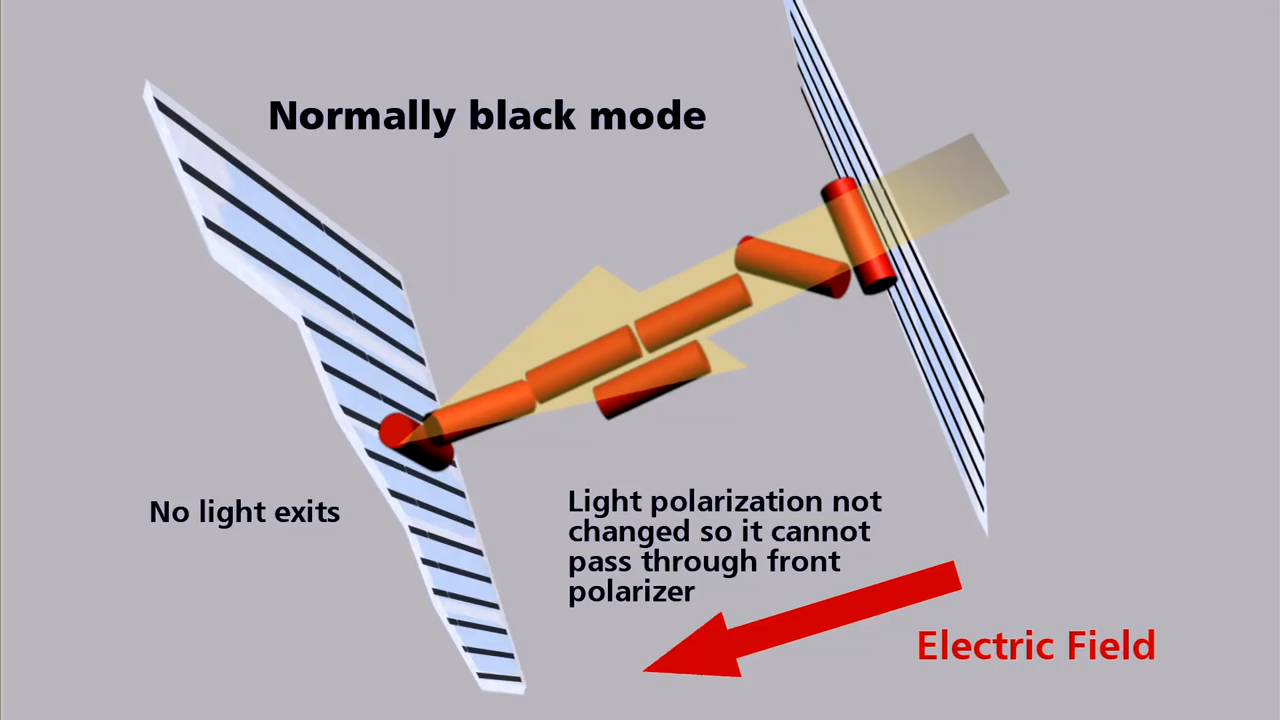 Normally black mode
No light exits
Light polarization not
changed so it cannot
pass through front
polarizer
Electric Field